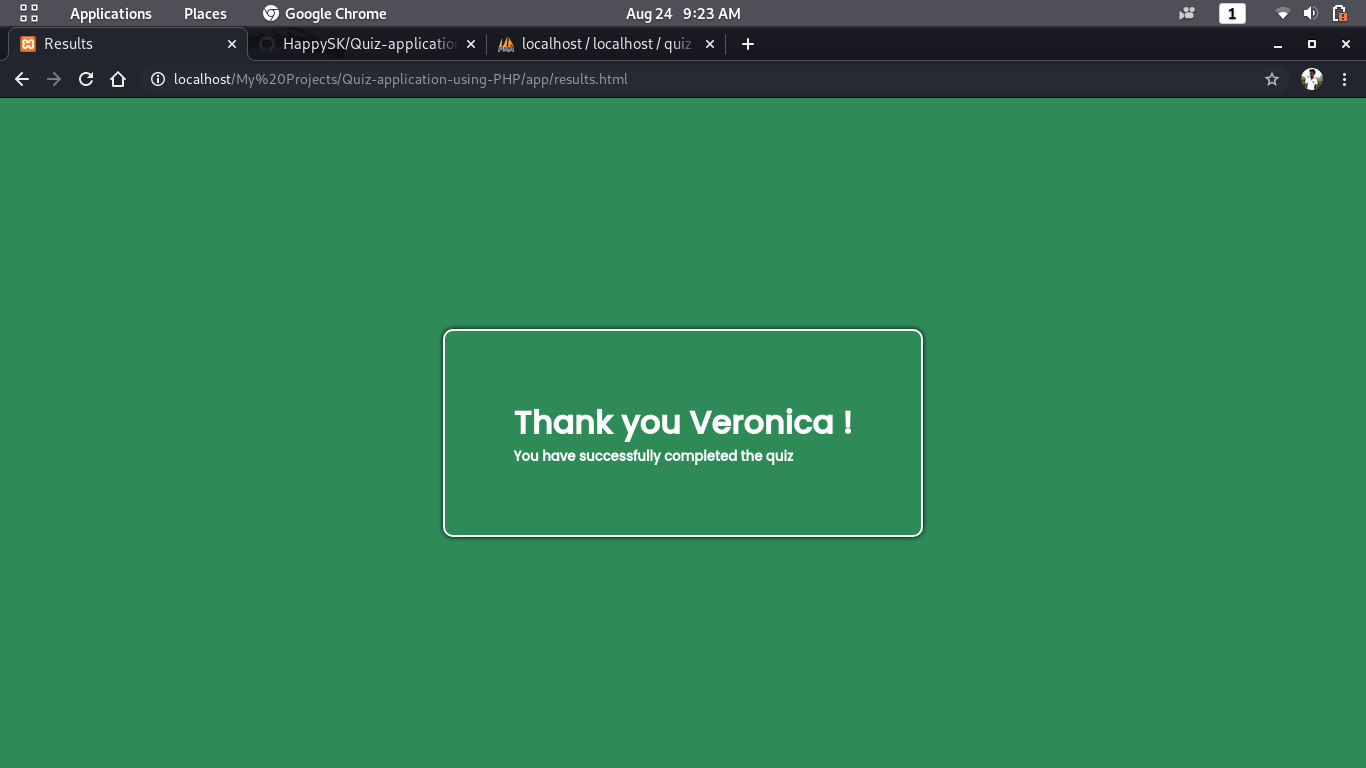 Applications Places Google Chrome Aug 24 9:23 AM 1
Results HappySK/Quiz-application localhost / localhost / quiz
localhost/My%20Projects/Quiz-application-using-PHP/app/results.html
Thank you Veronica !
You have successfully completed the quiz